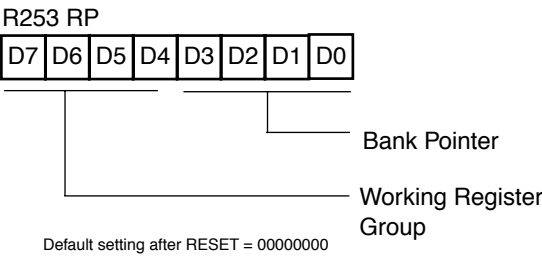 R253 RP
D7 D6 D5 D4 D3 D2 D1 D0
Bank Pointer
Working Register
Group
Default setting after RESET = 00000000